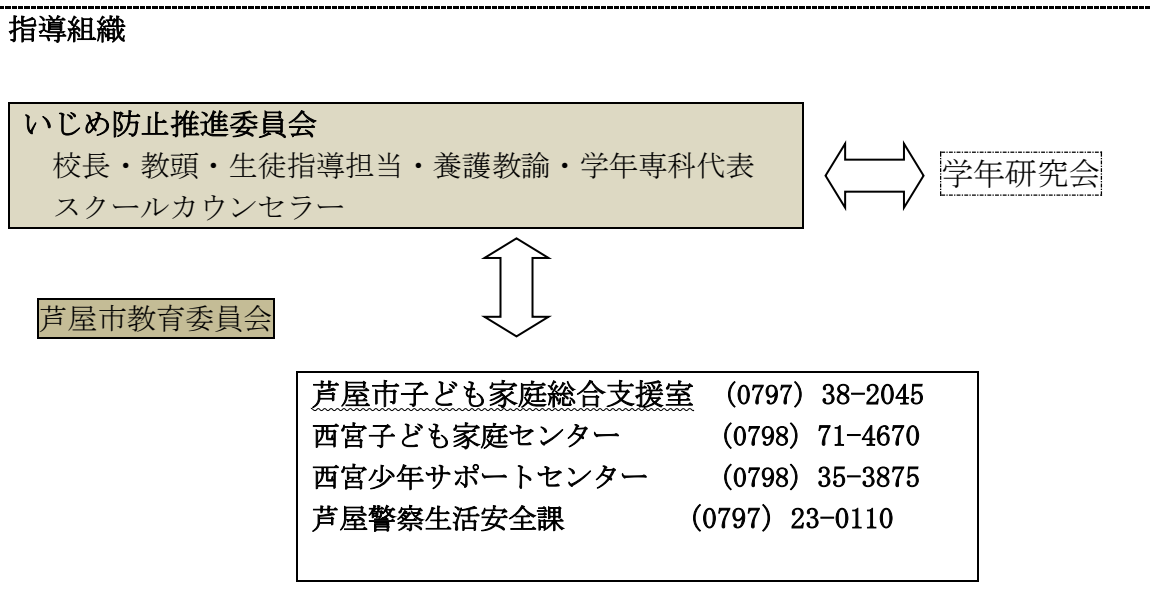 指導組織
いじめ防止推進委員会
校長・教頭・生徒指導担当・養護教諭・学年専科代表
スクールカウンセラー
学年研究会
芦屋市教育委員会
芦屋市子ども家庭総合支援室　(0797) 38-2045
西宮子ども家庭センター　(0798) 71-4670
西宮少年サポートセンター　(0798) 35-3875
芦屋警察生活安全課　(0797) 23-0110